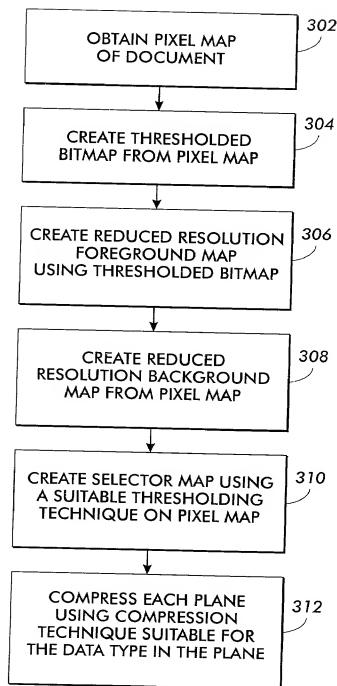 OBTAIN PIXEL MAP
OF DOCUMENT
302
CREATE THRESHOLDED
BITMAP FROM PIXEL MAP
304
CREATE REDUCED RESOLUTION
FOREGROUND MAP
USING THRESHOLDED BITMAP
306
CREATE REDUCED
RESOLUTION BACKGROUND
MAP FROM PIXEL MAP
308
CREATE SELECTOR MAP USING
A SUITABLE THRESHOLDING
TECHNIQUE ON PIXEL MAP
310
COMPRESS EACH PLANE
USING COMPRESSION
TECHNIQUE SUITABLE FOR
THE DATA TYPE IN THE PLANE
312